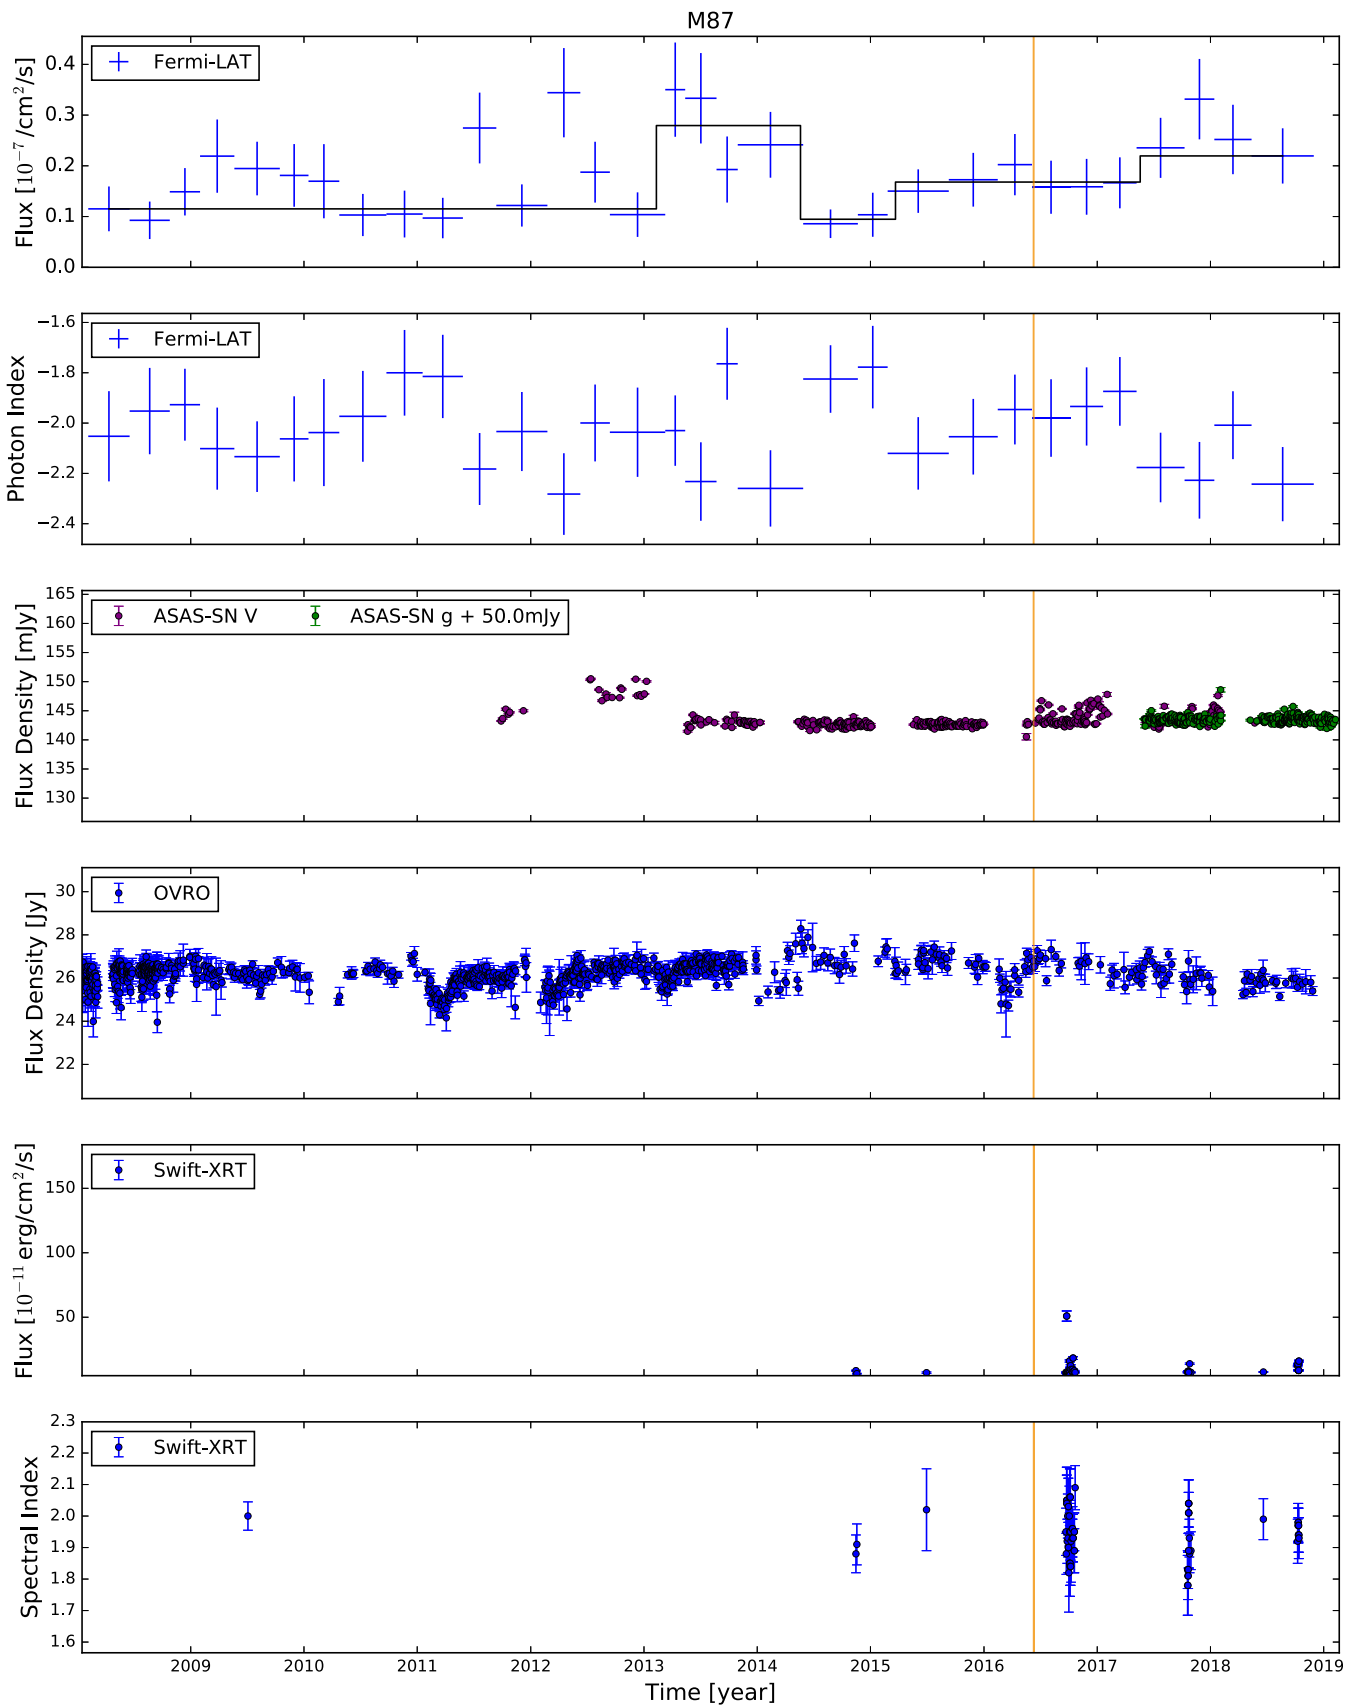 M87
Flux [10⁻⁷ /cm²/s]
0.4
0.3
0.2
0.1
0.0
Fermi-LAT
Photon Index
−1.6
−1.8
−2.0
−2.2
−2.4
Fermi-LAT
Flux Density [mJy]
165
160
155
150
145
140
135
130
ASAS-SN V
ASAS-SN g + 50.0mJy
Flux Density [Jy]
30
28
26
24
22
OVRO
Flux [10⁻¹¹ erg/cm²/s]
150
100
50
Swift-XRT
Spectral Index
2.3
2.2
2.1
2.0
1.9
1.8
1.7
1.6
Swift-XRT
2009 2010 2011 2012 2013 2014 2015 2016 2017 2018 2019
Time [year]